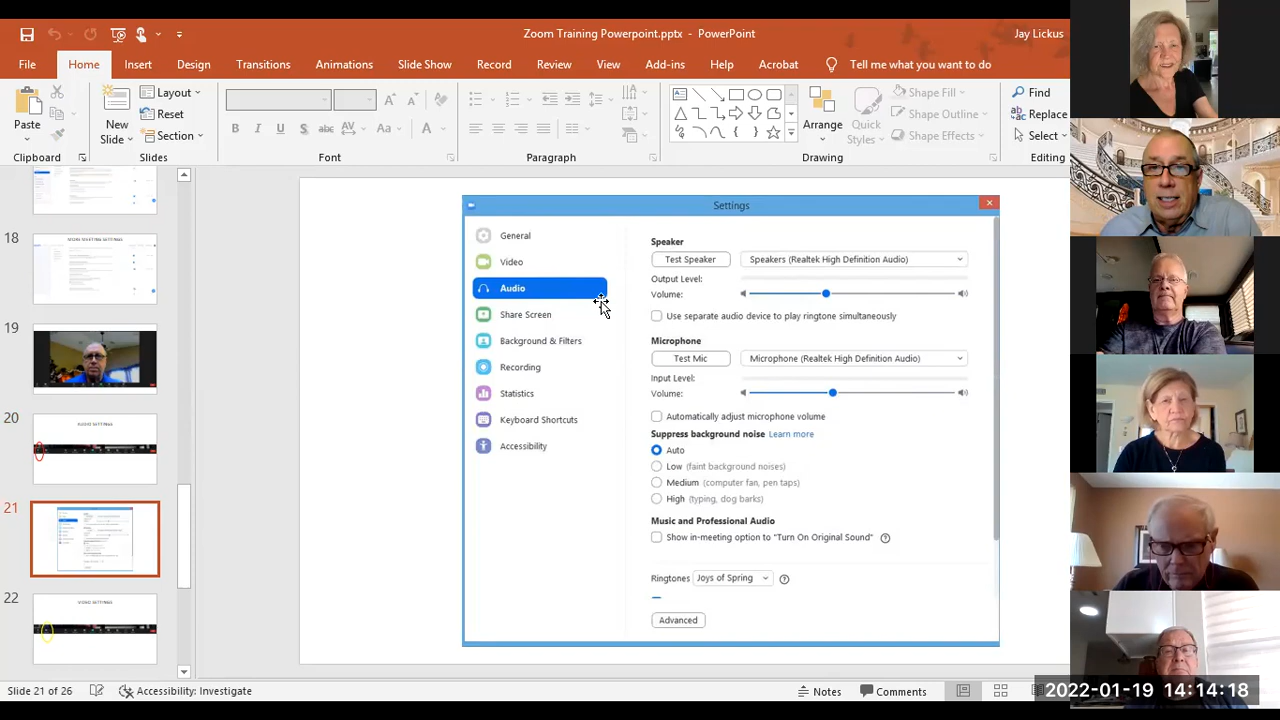 Zoom Training Powerpoint.pptx - PowerPoint
Jay Lickus
File Home Insert Design Transitions Animations Slide Show Record Review View Add-ins Help Acrobat Tell me what you want to do
Paste
Clipboard
New Slide
Layout
Reset
Section
Slides
B I U S abc AV Aa A
Font
Paragraph
Arrange
Quick Styles
Shape Fill
Shape Outline
Shape Effects
Drawing
Find
Replace
Select
Editing
18
19
20
AUDIO SETTINGS
21
22
VIDEO SETTINGS
Settings
General
Video
Audio
Share Screen
Background & Filters
Recording
Statistics
Keyboard Shortcuts
Accessibility
Speaker
Test Speaker Speakers (Realtek High Definition Audio)
Output Level:
Volume:
Use separate audio device to play ringtone simultaneously
Microphone
Test Mic Microphone (Realtek High Definition Audio)
Input Level:
Volume:
Automatically adjust microphone volume
Suppress background noise Learn more
Auto
Low (faint background noises)
Medium (computer fan, pen taps)
High (typing, dog barks)
Music and Professional Audio
Show in-meeting option to "Turn On Original Sound"
Ringtones Joys of Spring
Advanced
Slide 21 of 26 Accessibility: Investigate
Notes Comments
2022-01-19 14:14:18